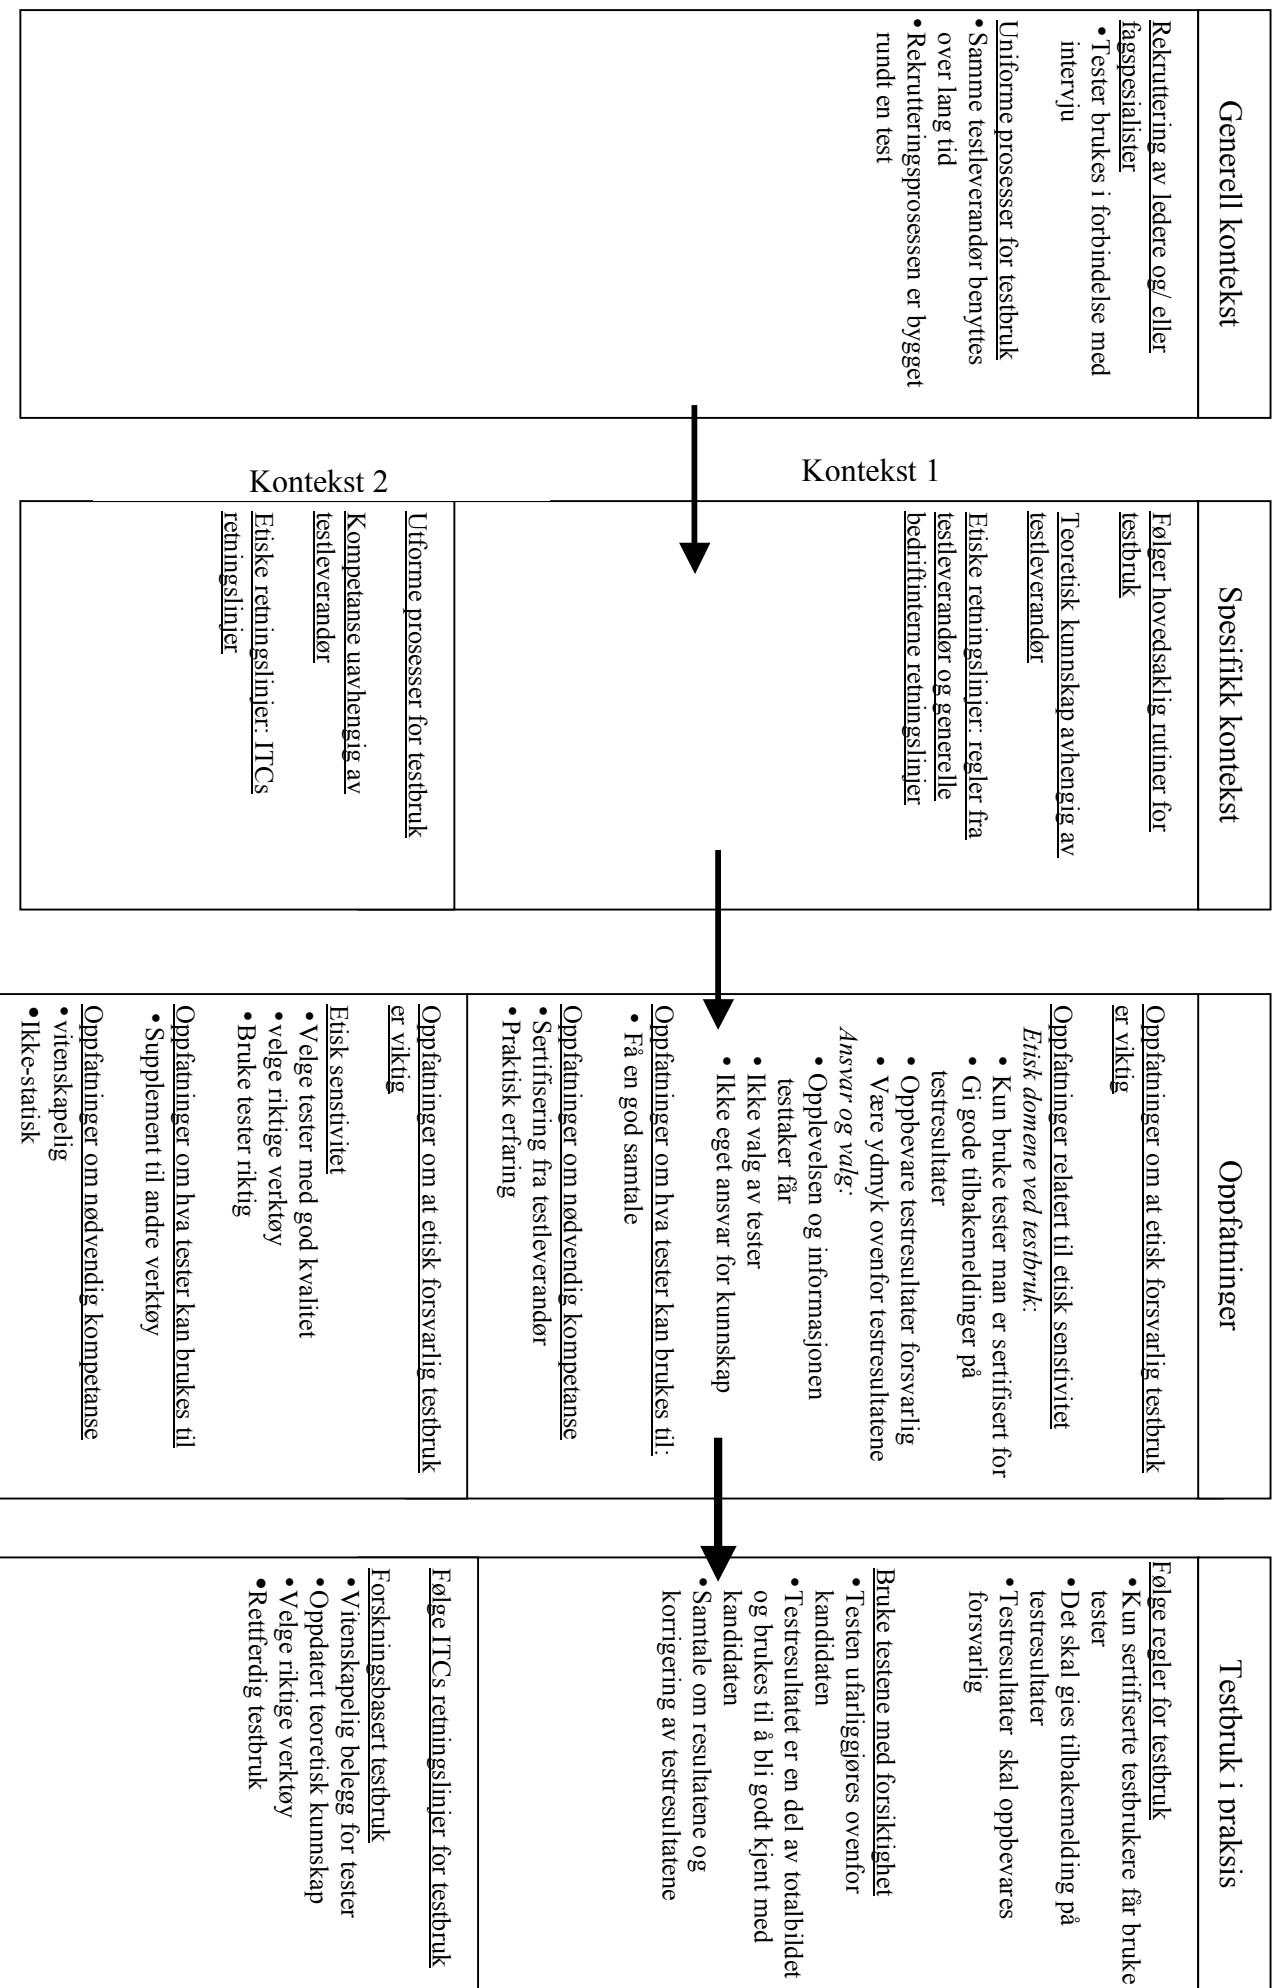 Generell kontekst
Rekruttering av ledere og/ eller
fagspesialister
• Tester brukes i forbindelse med
intervju
Uniforme prosesser for testbruk
• Samme testleverandør benyttes
over lang tid
• Rekrutteringsprosessen er bygget
rundt en test
Kontekst 1
Kontekst 2
Spesifikk kontekst
Følger hovedsaklig rutiner for
testbruk
Teoretisk kunnskap avhengig av
testleverandør
Etiske retningslinjer: regler fra
testleverandør og generelle
bedriftinterne retningslinjer
Utforme prosesser for testbruk
Kompetanse uavhengig av
testleverandør
Etiske retningslinjer: ITCs
retningslinjer
Oppfatninger
Oppfatninger om at etisk forsvarlig testbruk
er viktig
Oppfatninger relatert til etisk senstivitet
Etisk domene ved testbruk:
• Kun bruke tester man er sertifisert for
• Gi gode tilbakemeldinger på
testresultater
• Oppbevare testresultater forsvarlig
• Være ydmyk ovenfor testresultatene
Ansvar og valg:
• Opplevelsen og informasjonen
testtaker får
• Ikke valg av tester
• Ikke eget ansvar for kunnskap
Oppfatninger om hva tester kan brukes til:
• Få en god samtale
Oppfatninger om nødvendig kompetanse
• Sertifisering fra testleverandør
• Praktisk erfaring
Oppfatninger om at etisk forsvarlig testbruk
er viktig
Etisk senstivitet
• Velge tester med god kvalitet
• velge riktige verktøy
• Bruke tester riktig
Oppfatninger om hva tester kan brukes til
• Supplement til andre verktøy
Oppfatninger om nødvendig kompetanse
• vitenskapelig
• Ikke-statisk
Testbruk i praksis
Følge regler for testbruk
• Kun sertifiserte testbrukere får bruke
tester
• Det skal gies tilbakemelding på
testresultater
• Testresultater skal oppbevares
forsvarlig
Bruke testene med forsiktighet
• Testen ufarliggjøres ovenfor
kandidaten
• Testresultatet er en del av totalbildet
og brukes til å bli godt kjent med
kandidaten
• Samtale om resultatene og
korrigering av testresultatene
Følge ITCs retningslinjer for testbruk
Forskningsbasert testbruk
• Vitenskapelig belegg for tester
• Oppdatert teoretisk kunnskap
• Velge riktige verktøy
• Rettferdig testbruk